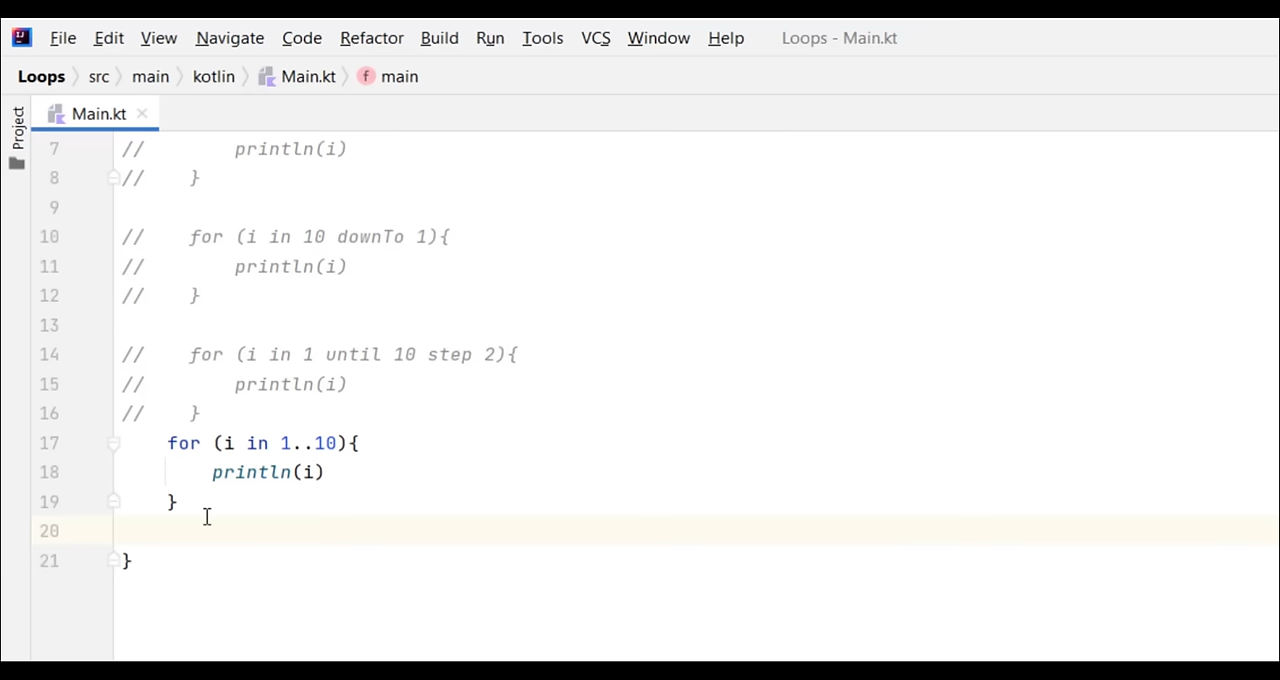 File Edit View Navigate Code Refactor Build Run Tools VCS Window Help Loops - Main.kt
Loops src main kotlin Main.kt f main
Project
Main.kt
7 // println(i)
8 // }
9
10 // for (i in 10 downTo 1){
11 // println(i)
12 // }
13
14 // for (i in 1 until 10 step 2){
15 // println(i)
16 // }
17 for (i in 1..10){
18 println(i)
19 }
20
21 }